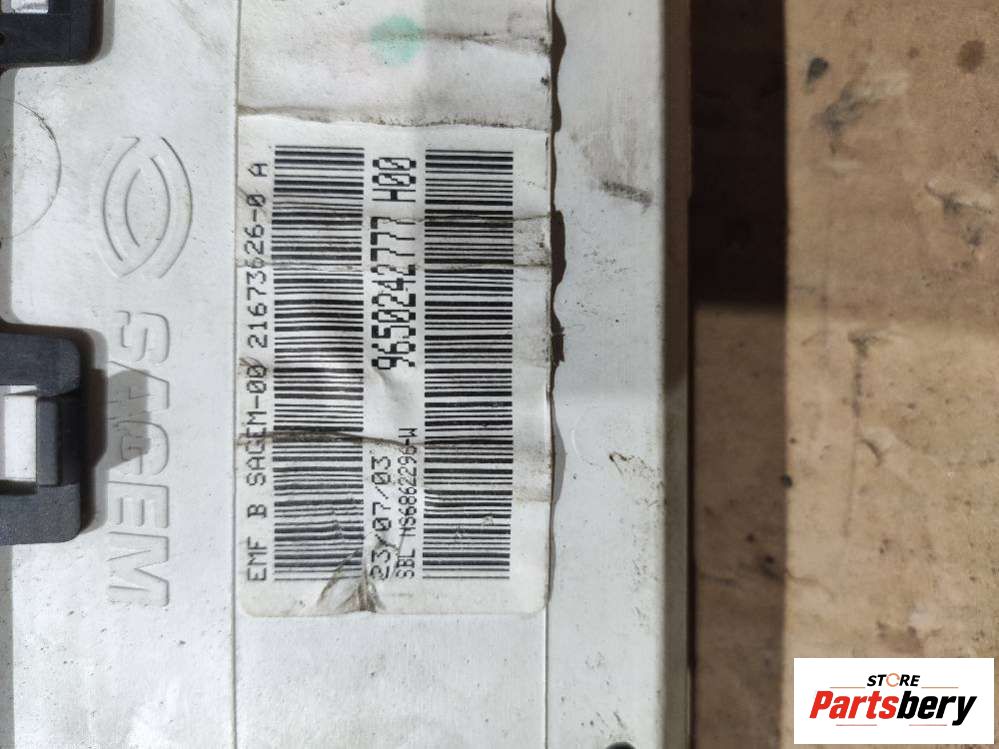 SAGEM
EMF B SAGEM-00 21673626-0 A
23/07/03 9650242777 H00
SBL NS6862296-W
STORE
Partsbery